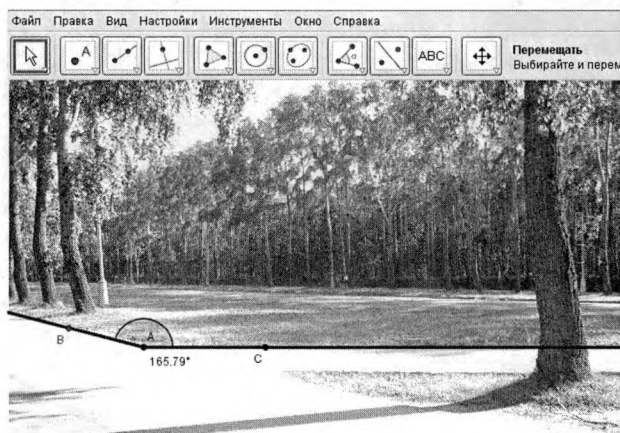 Файл Правка Вид Настройки Инструменты Окно Справка
A
α
ABC
Перемещать
Выбирайте и перем
B
A
C
165.79°